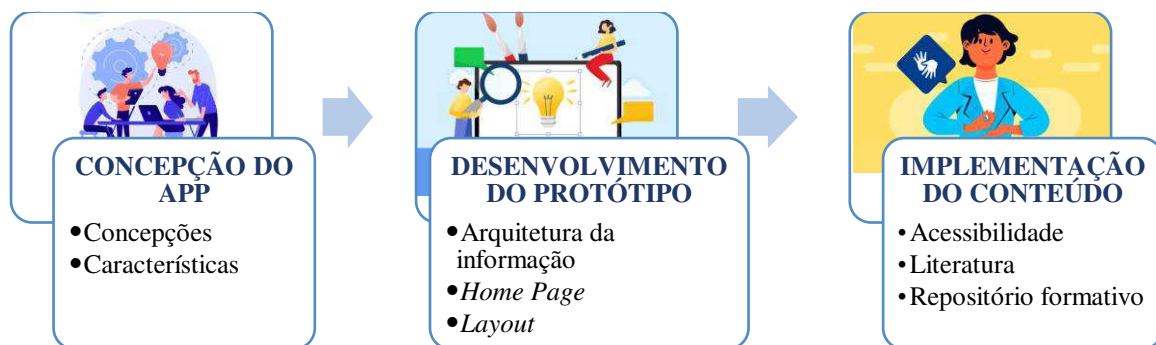 CONCEPÇÃO DO
APP
•Concepções
•Características
DESENVOLVIMENTO
DO PROTÓTIPO
•Arquitetura da
informação
•Home Page
•Layout
IMPLEMENTAÇÃO
DO CONTEÚDO
•Acessibilidade
•Literatura
•Repositório formativo